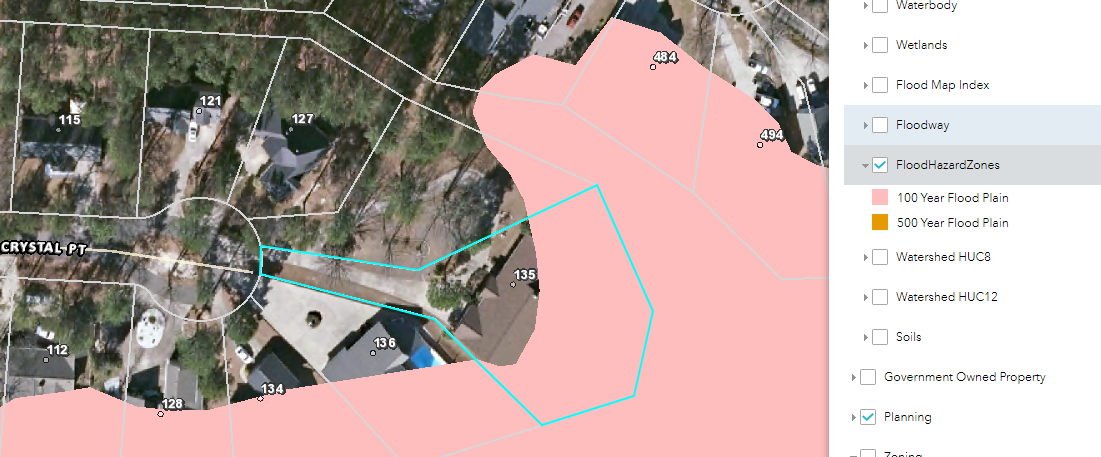 484
494
121
115
127
CRYSTAL PT
135
136
112
134
128
Waterbody
Wetlands
Flood Map Index
Floodway
FloodHazardZones
100 Year Flood Plain
500 Year Flood Plain
Watershed HUC8
Watershed HUC12
Soils
Government Owned Property
Planning
Zoning